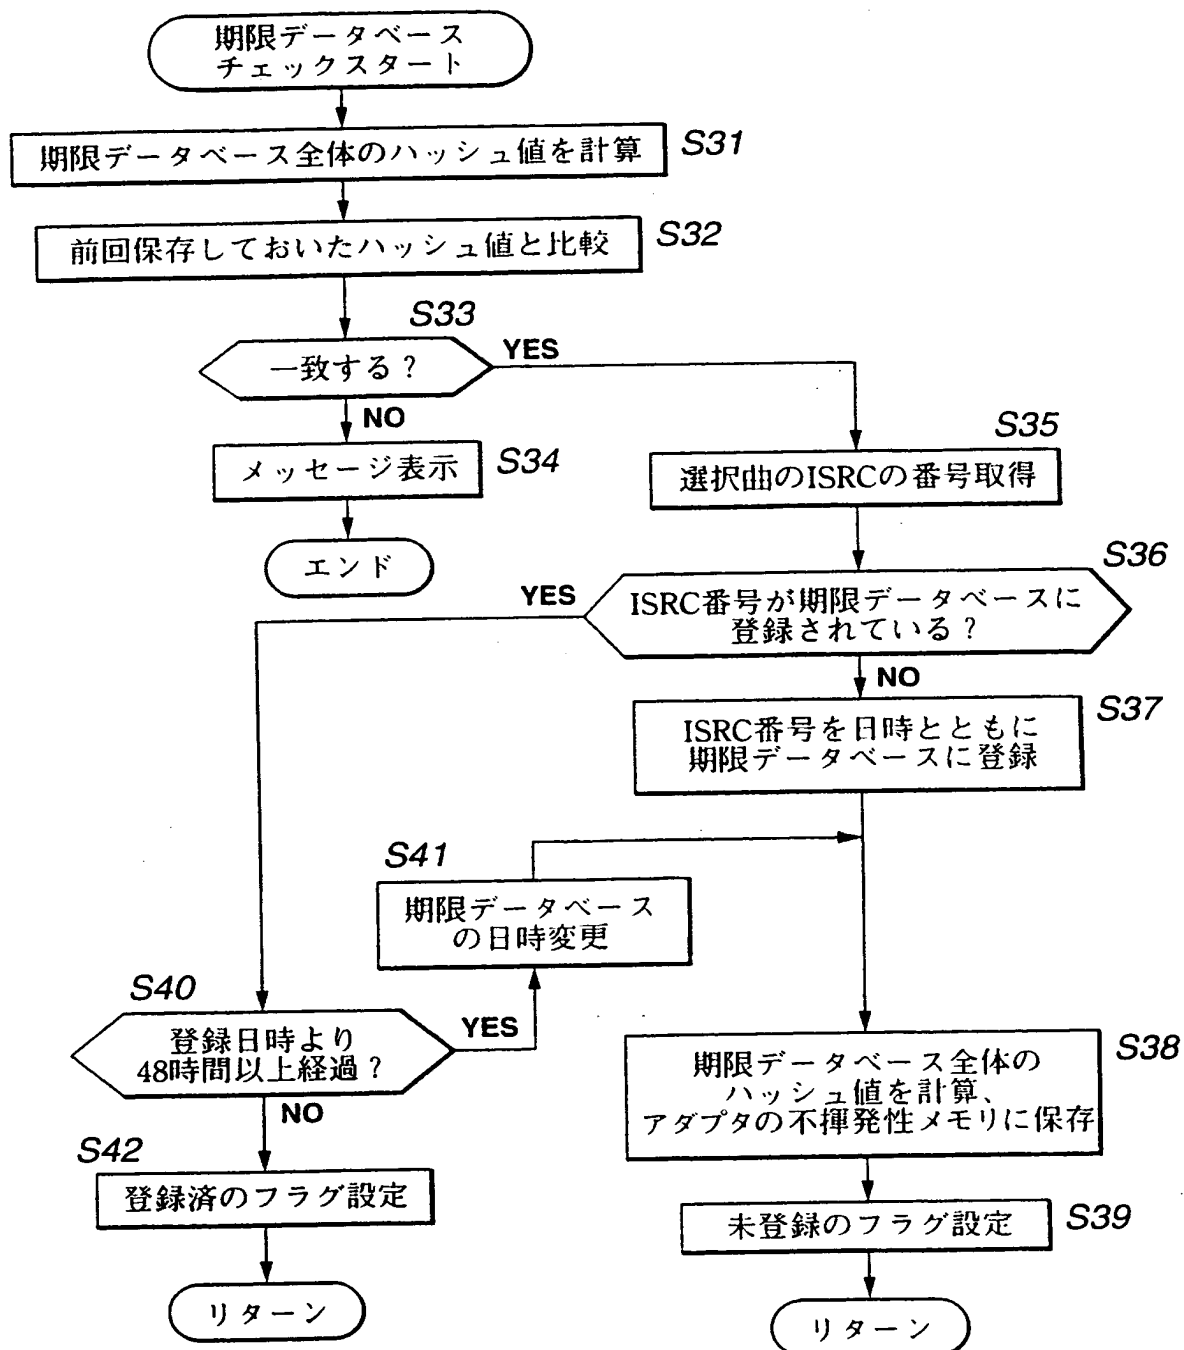 期限データベース
チェックスタート
期限データベース全体のハッシュ値を計算
S31
前回保存しておいたハッシュ値と比較
S32
S33
一致する?
YES
NO
メッセージ表示
S34
エンド
S35
選択曲のISRCの番号取得
S36
YES
ISRC番号が期限データベースに
登録されている?
NO
S37
ISRC番号を日時とともに
期限データベースに登録
S41
期限データベース
の日時変更
S40
登録日時より
48時間以上経過?
YES
NO
S38
期限データベース全体の
ハッシュ値を計算、
アダプタの不揮発性メモリに保存
S42
登録済のフラグ設定
S39
未登録のフラグ設定
リターン
リターン